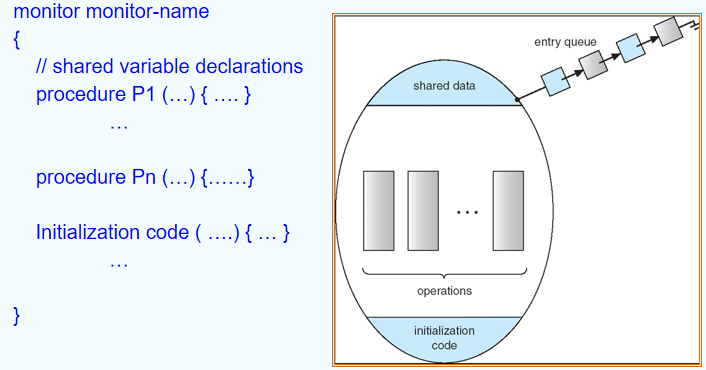 monitor monitor-name
{
// shared variable declarations
procedure P1 (…) { …. }
…
procedure Pn (…) {……}
Initialization code ( ….) { … }
…
}
entry queue
shared data
…
operations
initialization
code